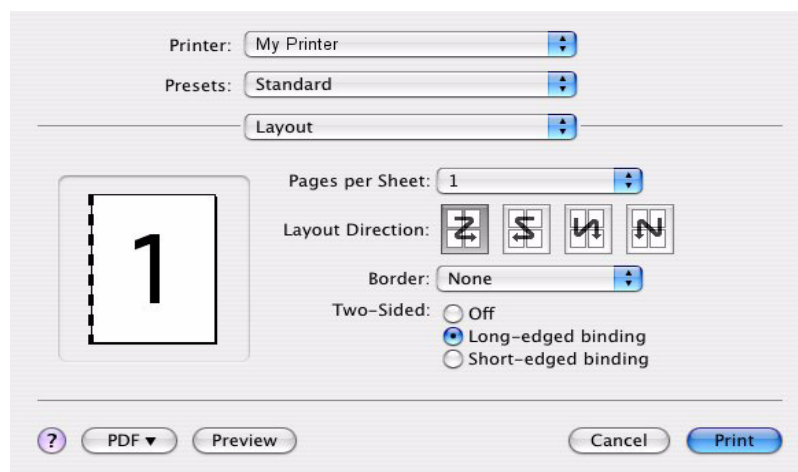 Printer: My Printer
Presets: Standard
Layout
Pages per Sheet: 1
Layout Direction:
1
Border: None
Two-Sided: Off
Long-edged binding
Short-edged binding
? PDF ▼ Preview Cancel Print